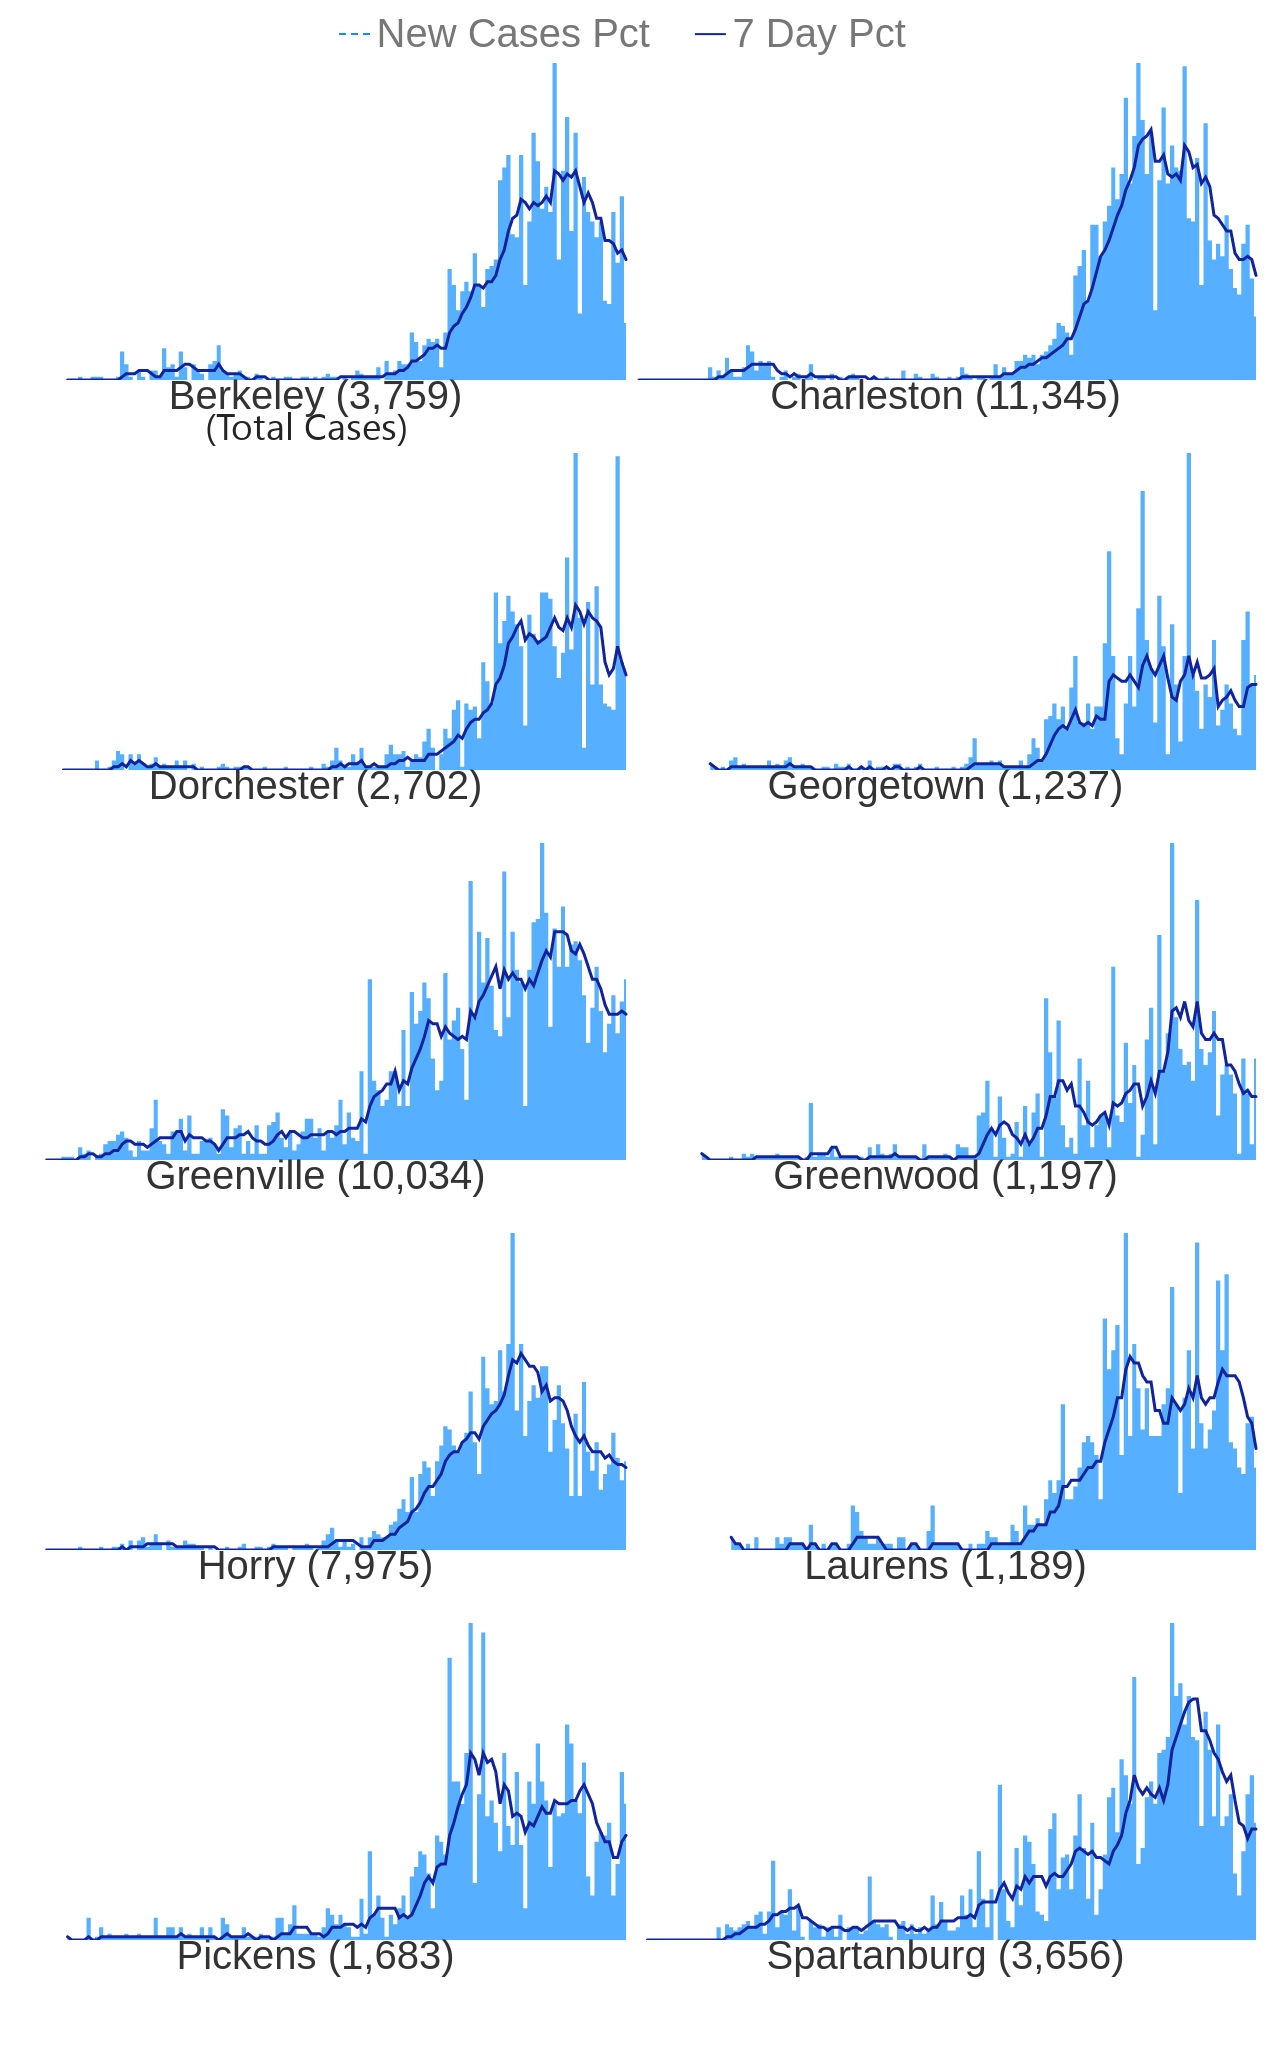 New Cases Pct 7 Day Pct
Berkeley (3,759) Charleston (11,345)
(Total Cases)
Dorchester (2,702) Georgetown (1,237)
Greenville (10,034) Greenwood (1,197)
Horry (7,975) Laurens (1,189)
Pickens (1,683) Spartanburg (3,656)